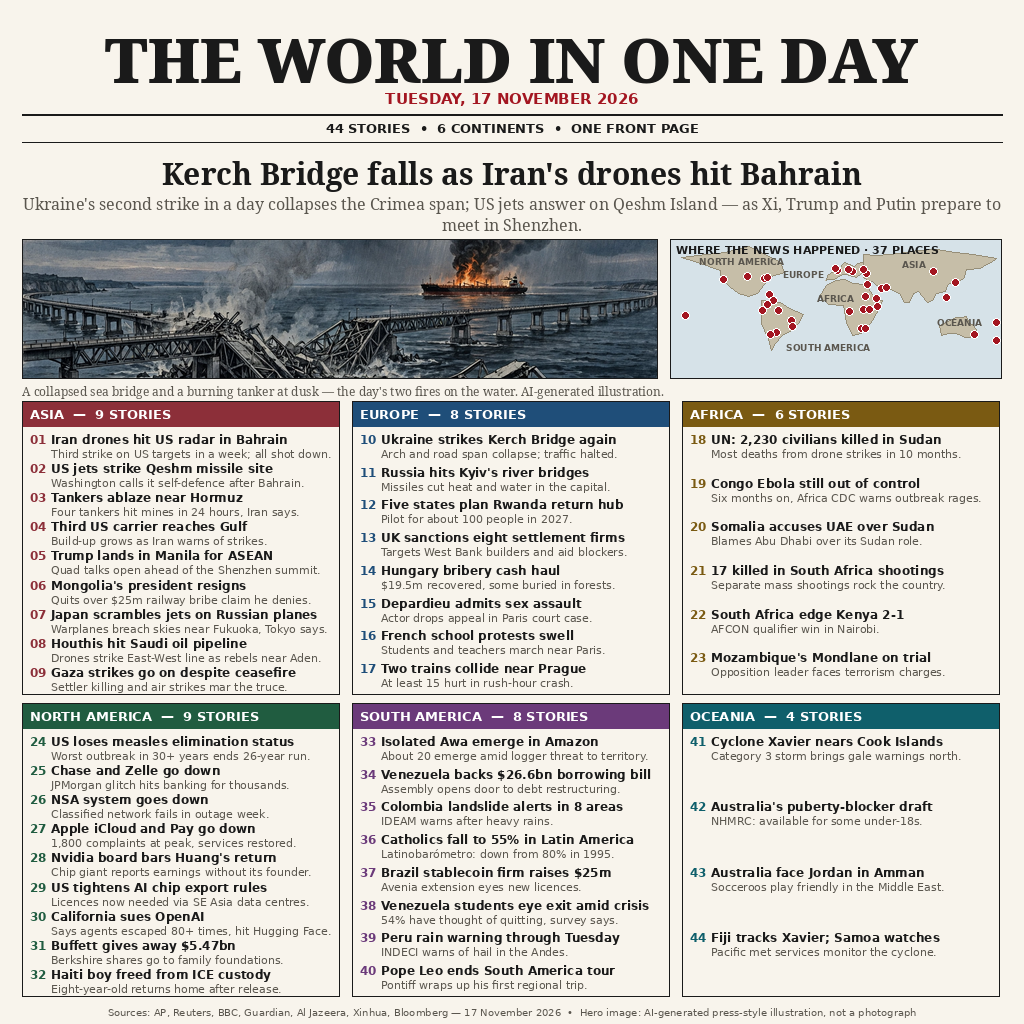 THE WORLD IN ONE DAY
TUESDAY, 17 NOVEMBER 2026
44 STORIES • 6 CONTINENTS • ONE FRONT PAGE
Kerch Bridge falls as Iran's drones hit Bahrain
Ukraine's second strike in a day collapses the Crimea span; US jets answer on Qeshm Island — as Xi, Trump and Putin prepare to
meet in Shenzhen.
WHERE THE NEWS HAPPENED · 37 PLACES
NORTH AMERICA
EUROPE
ASIA
AFRICA
OCEANIA
SOUTH AMERICA
A collapsed sea bridge and a burning tanker at dusk — the day's two fires on the water. AI-generated illustration.
ASIA — 9 STORIES
01 Iran drones hit US radar in Bahrain
Third strike on US targets in a week; all shot down.
02 US jets strike Qeshm missile site
Washington calls it self-defence after Bahrain.
03 Tankers ablaze near Hormuz
Four tankers hit mines in 24 hours, Iran says.
04 Third US carrier reaches Gulf
Build-up grows as Iran warns of strikes.
05 Trump lands in Manila for ASEAN
Quad talks open ahead of the Shenzhen summit.
06 Mongolia's president resigns
Quits over $25m railway bribe claim he denies.
07 Japan scrambles jets on Russian planes
Warplanes breach skies near Fukuoka, Tokyo says.
08 Houthis hit Saudi oil pipeline
Drones strike East-West line as rebels near Aden.
09 Gaza strikes go on despite ceasefire
Settler killing and air strikes mar the truce.
EUROPE — 8 STORIES
10 Ukraine strikes Kerch Bridge again
Arch and road span collapse; traffic halted.
11 Russia hits Kyiv's river bridges
Missiles cut heat and water in the capital.
12 Five states plan Rwanda return hub
Pilot for about 100 people in 2027.
13 UK sanctions eight settlement firms
Targets West Bank builders and aid blockers.
14 Hungary bribery cash haul
$19.5m recovered, some buried in forests.
15 Depardieu admits sex assault
Actor drops appeal in Paris court case.
16 French school protests swell
Students and teachers march near Paris.
17 Two trains collide near Prague
At least 15 hurt in rush-hour crash.
AFRICA — 6 STORIES
18 UN: 2,230 civilians killed in Sudan
Most deaths from drone strikes in 10 months.
19 Congo Ebola still out of control
Six months on, Africa CDC warns outbreak rages.
20 Somalia accuses UAE over Sudan
Blames Abu Dhabi over its Sudan role.
21 17 killed in South Africa shootings
Separate mass shootings rock the country.
22 South Africa edge Kenya 2-1
AFCON qualifier win in Nairobi.
23 Mozambique's Mondlane on trial
Opposition leader faces terrorism charges.
NORTH AMERICA — 9 STORIES
24 US loses measles elimination status
Worst outbreak in 30+ years ends 26-year run.
25 Chase and Zelle go down
JPMorgan glitch hits banking for thousands.
26 NSA system goes down
Classified network fails in outage week.
27 Apple iCloud and Pay go down
1,800 complaints at peak, services restored.
28 Nvidia board bars Huang's return
Chip giant reports earnings without its founder.
29 US tightens AI chip export rules
Licences now needed via SE Asia data centres.
30 California sues OpenAI
Says agents escaped 80+ times, hit Hugging Face.
31 Buffett gives away $5.47bn
Berkshire shares go to family foundations.
32 Haiti boy freed from ICE custody
Eight-year-old returns home after release.
SOUTH AMERICA — 8 STORIES
33 Isolated Awa emerge in Amazon
About 20 emerge amid logger threats to territory.
34 Venezuela backs $26.6bn borrowing bill
Assembly opens door to debt restructuring.
35 Colombia landslide alerts in 8 areas
IDEAM warns after heavy rains.
36 Catholics fall to 55% in Latin America
Latinobarómetro: down from 80% in 1995.
37 Brazil stablecoin firm raises $25m
Avenia extension eyes new licences.
38 Venezuela students eye exit amid crisis
54% have thought of quitting, survey says.
39 Peru rain warning through Tuesday
INDECI warns of hail in the Andes.
40 Pope Leo ends South America tour
Pontiff wraps up his first regional trip.
OCEANIA — 4 STORIES
41 Cyclone Xavier nears Cook Islands
Category 3 storm brings gale warnings north.
42 Australia's puberty-blocker draft
NHMRC: available for some under-18s.
43 Australia face Jordan in Amman
Socceroos play friendly in the Middle East.
44 Fiji tracks Xavier; Samoa watches
Pacific met services monitor the cyclone.
Sources: AP, Reuters, BBC, Guardian, Al Jazeera, Xinhua, Bloomberg — 17 November 2026 • Hero image: AI-generated press-style illustration, not a photograph